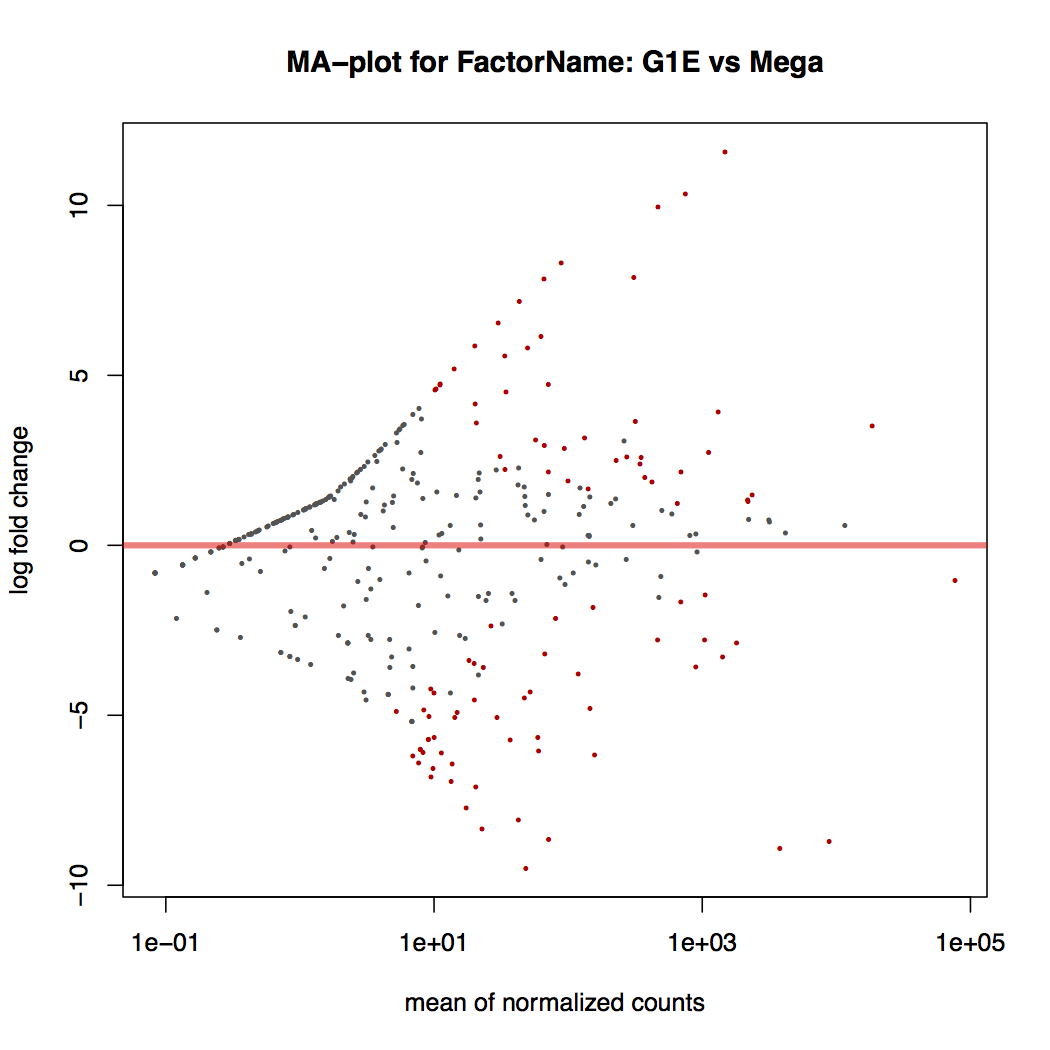 MA−plot for FactorName: G1E vs Mega
log fold change
10
5
0
−5
−10
1e−01 1e+01 1e+03 1e+05
mean of normalized counts